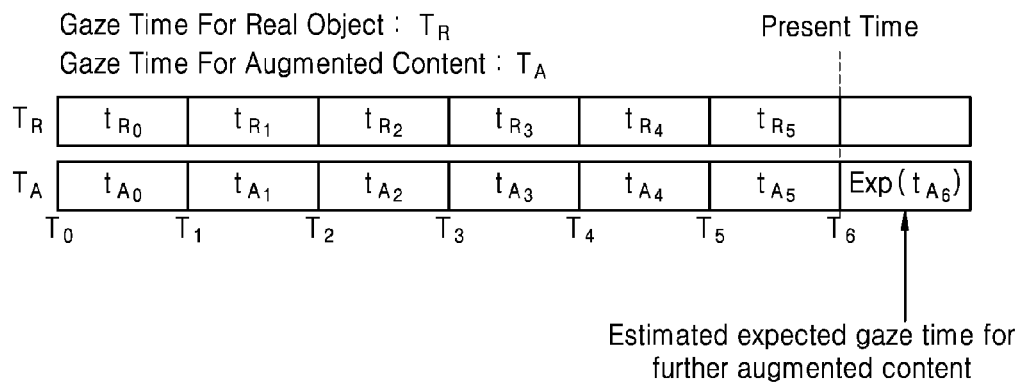 Gaze Time For Real Object : T_R
Present Time
Gaze Time For Augmented Content : T_A
T_R t_R0 t_R1 t_R2 t_R3 t_R4 t_R5
T_A t_A0 t_A1 t_A2 t_A3 t_A4 t_A5 Exp(t_A6)
T_0 T_1 T_2 T_3 T_4 T_5 T_6
Estimated expected gaze time for
further augmented content